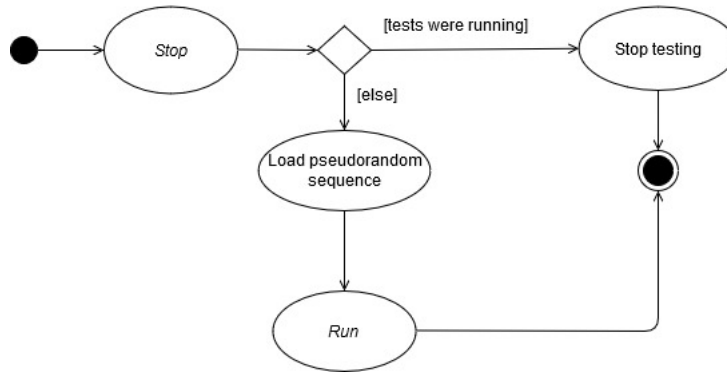 [tests were running]
Stop
Stop testing
[else]
Load pseudorandom
sequence
Run